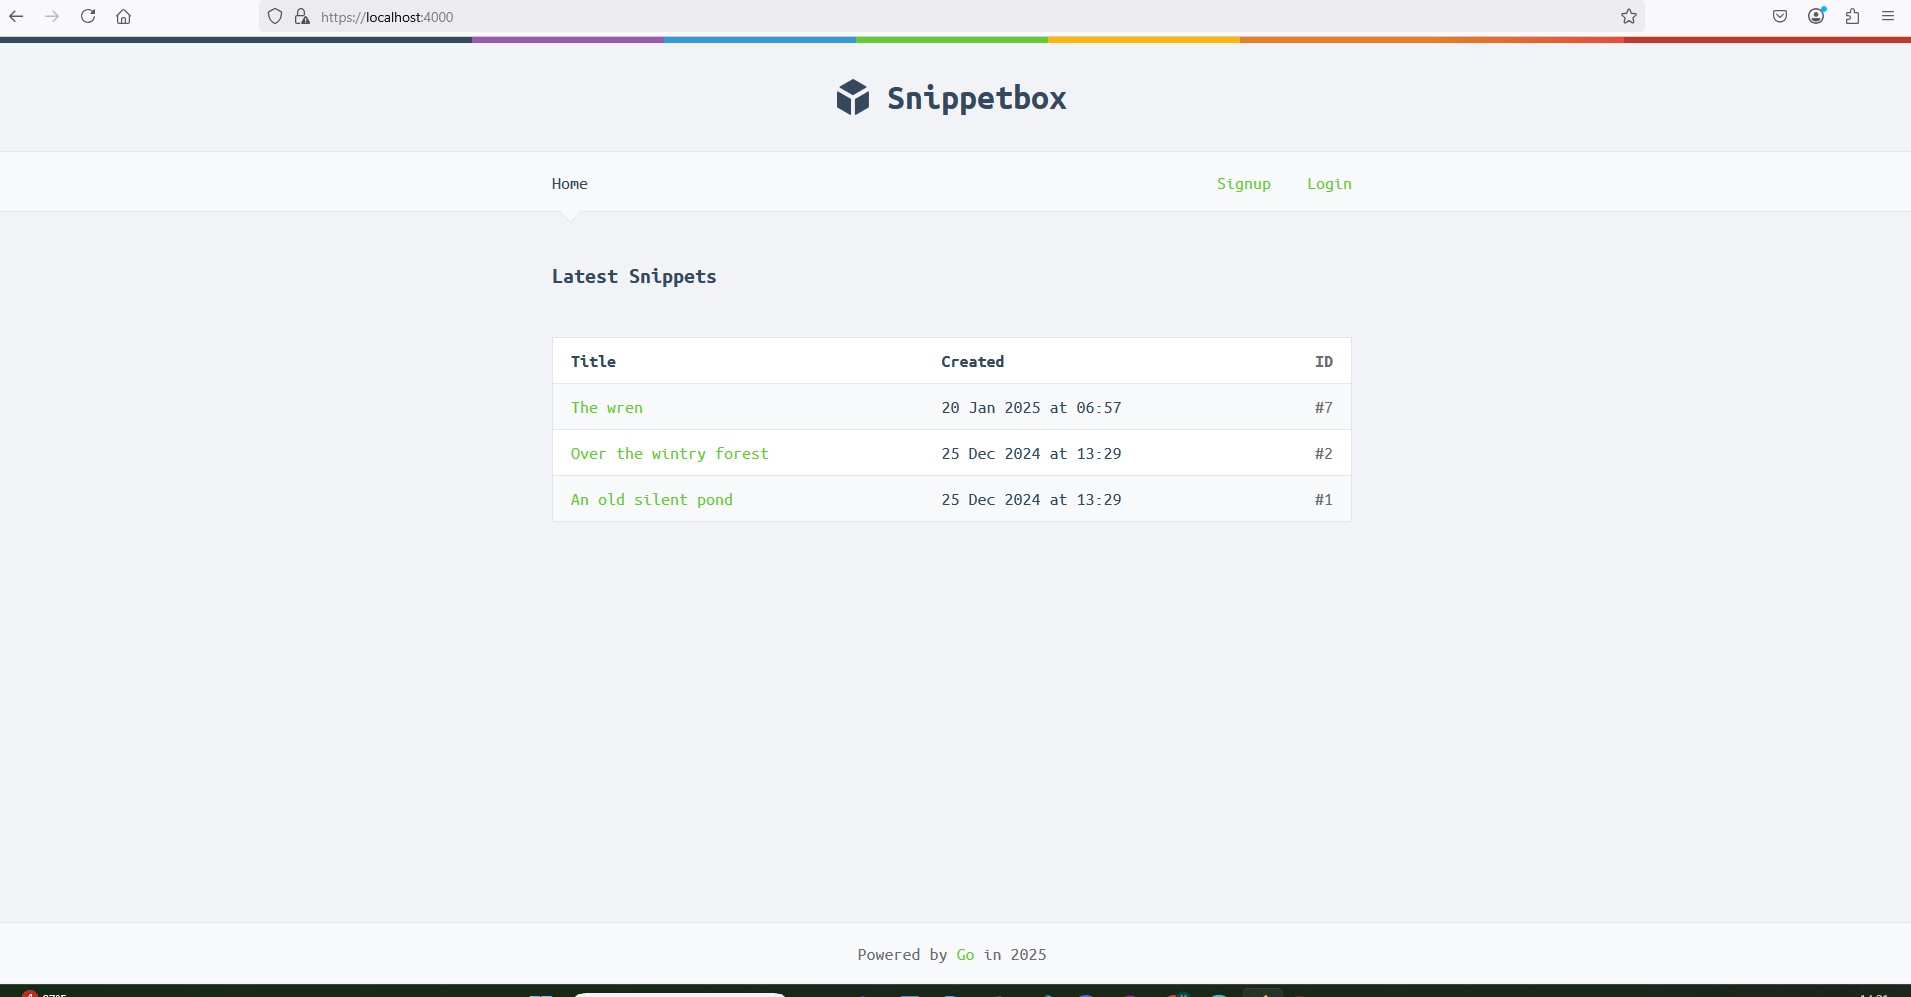 https://localhost:4000
Snippetbox
Home Signup Login
Latest Snippets
Title Created ID
The wren 20 Jan 2025 at 06:57 #7
Over the wintry forest 25 Dec 2024 at 13:29 #2
An old silent pond 25 Dec 2024 at 13:29 #1
Powered by Go in 2025